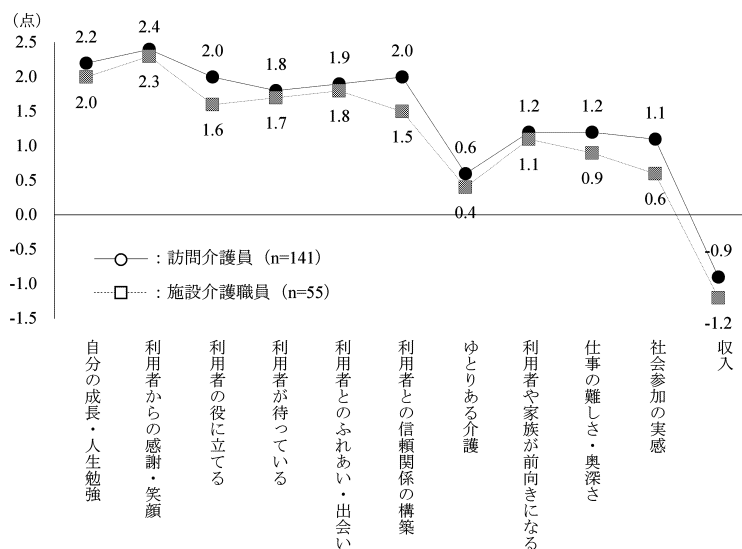 (点)
2.5
2.0
1.5
1.0
0.5
0.0
-0.5
-1.0
-1.5
2.2
2.4
2.0
1.8
1.9
2.0
0.6
1.2
1.2
1.1
-0.9
2.0
2.3
1.6
1.7
1.8
1.5
0.4
1.1
0.9
0.6
-1.2
：訪問介護員（n=141）
：施設介護職員（n=55）
自分の成長・人生勉強
利用者からの感謝・笑顔
利用者の役に立てる
利用者が待っている
利用者とのふれあい・出会い
利用者との信頼関係の構築
ゆとりある介護
利用者や家族が前向きになる
仕事の難しさ・奥深さ
社会参加の実感
収入